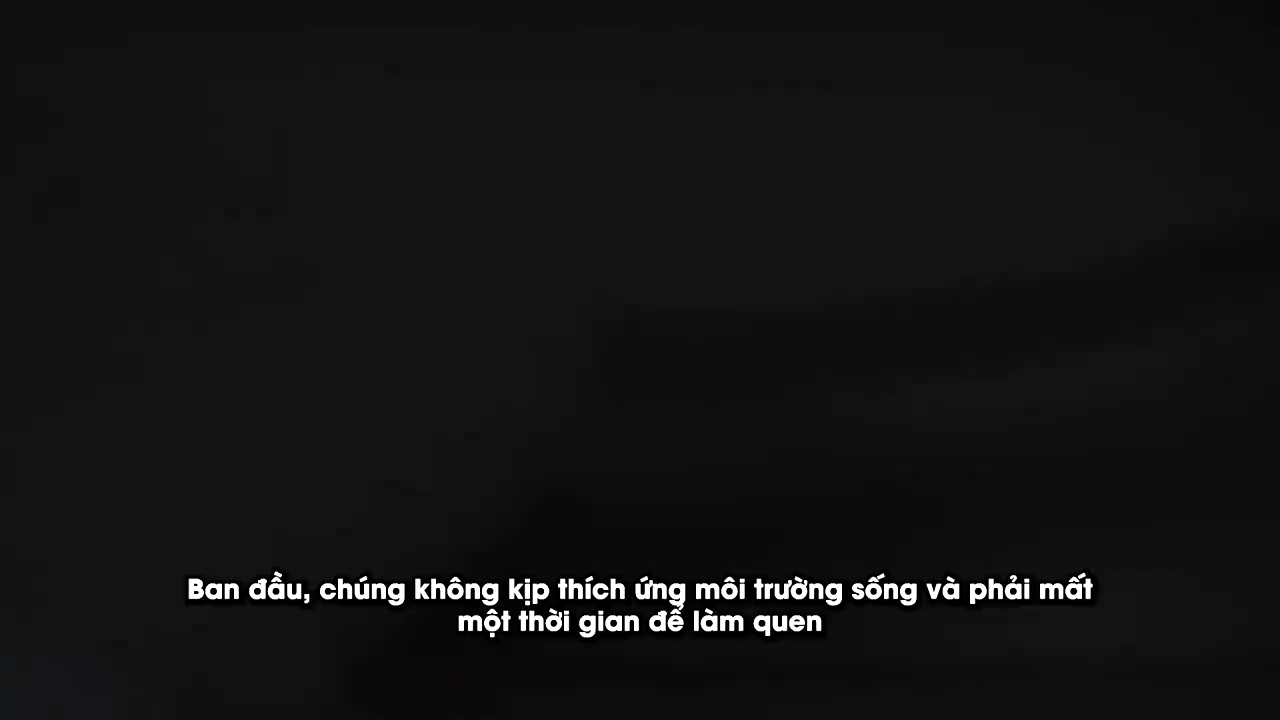 Ban đầu, chúng không kịp thích ứng môi trường sống và phải mất
một thời gian để làm quen